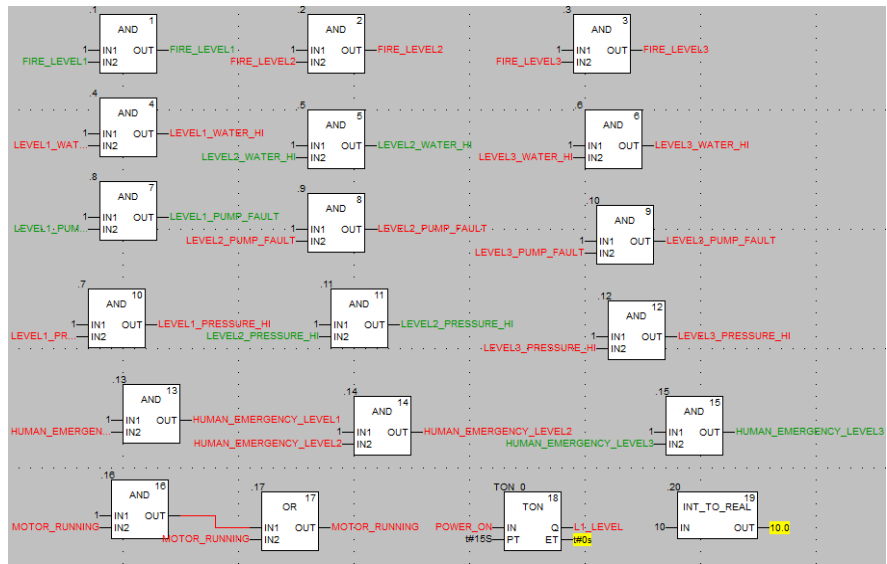 .1 1 .2 2 .3 3
AND AND AND
1 IN1 OUT FIRE_LEVEL1 1 IN1 OUT FIRE_LEVEL2 1 IN1 OUT FIRE_LEVEL3
FIRE_LEVEL1 IN2 FIRE_LEVEL2 IN2 FIRE_LEVEL3 IN2
.4 4 .5 5 .6 6
AND AND AND
1 IN1 OUT LEVEL1_WATER_HI 1 IN1 OUT LEVEL2_WATER_HI 1 IN1 OUT LEVEL3_WATER_HI
LEVEL1_WAT... IN2 LEVEL2_WATER_HI IN2 LEVEL3_WATER_HI IN2
.8 7 .9 8 .10 9
AND AND AND
1 IN1 OUT LEVEL1_PUMP_FAULT 1 IN1 OUT LEVEL2_PUMP_FAULT 1 IN1 OUT LEVEL3_PUMP_FAULT
LEVEL1_PUM... IN2 LEVEL2_PUMP_FAULT IN2 LEVEL3_PUMP_FAULT IN2
.7 10 .11 11 .12 12
AND AND AND
1 IN1 OUT LEVEL1_PRESSURE_HI 1 IN1 OUT LEVEL2_PRESSURE_HI 1 IN1 OUT LEVEL3_PRESSURE_HI
LEVEL1_PR... IN2 LEVEL2_PRESSURE_HI IN2 LEVEL3_PRESSURE_HI IN2
.13 13 .14 14 .15 15
AND AND AND
1 IN1 OUT HUMAN_EMERGENCY_LEVEL1 1 IN1 OUT HUMAN_EMERGENCY_LEVEL2 1 IN1 OUT HUMAN_EMERGENCY_LEVEL3
HUMAN_EMERGEN... IN2 HUMAN_EMERGENCY_LEVEL2 IN2 HUMAN_EMERGENCY_LEVEL3 IN2
.16 16 .17 17 TON_0 18 .20 19
AND OR TON INT_TO_REAL
1 IN1 OUT IN1 OUT MOTOR_RUNNING POWER_ON IN Q L1_LEVEL 10 IN OUT 10.0
MOTOR_RUNNING IN2 MOTOR_RUNNING IN2 t#15S PT ET t#0s